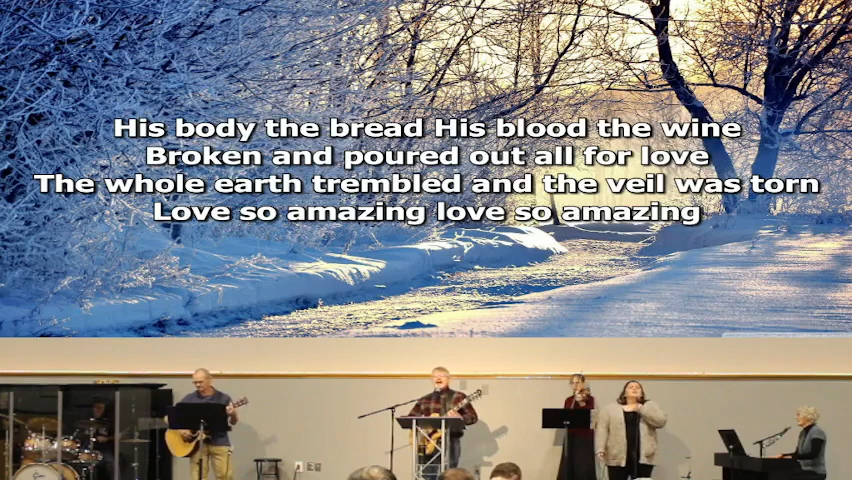 His body the bread His blood the wine
Broken and poured out all for love
The whole earth trembled and the veil was torn
Love so amazing love so amazing